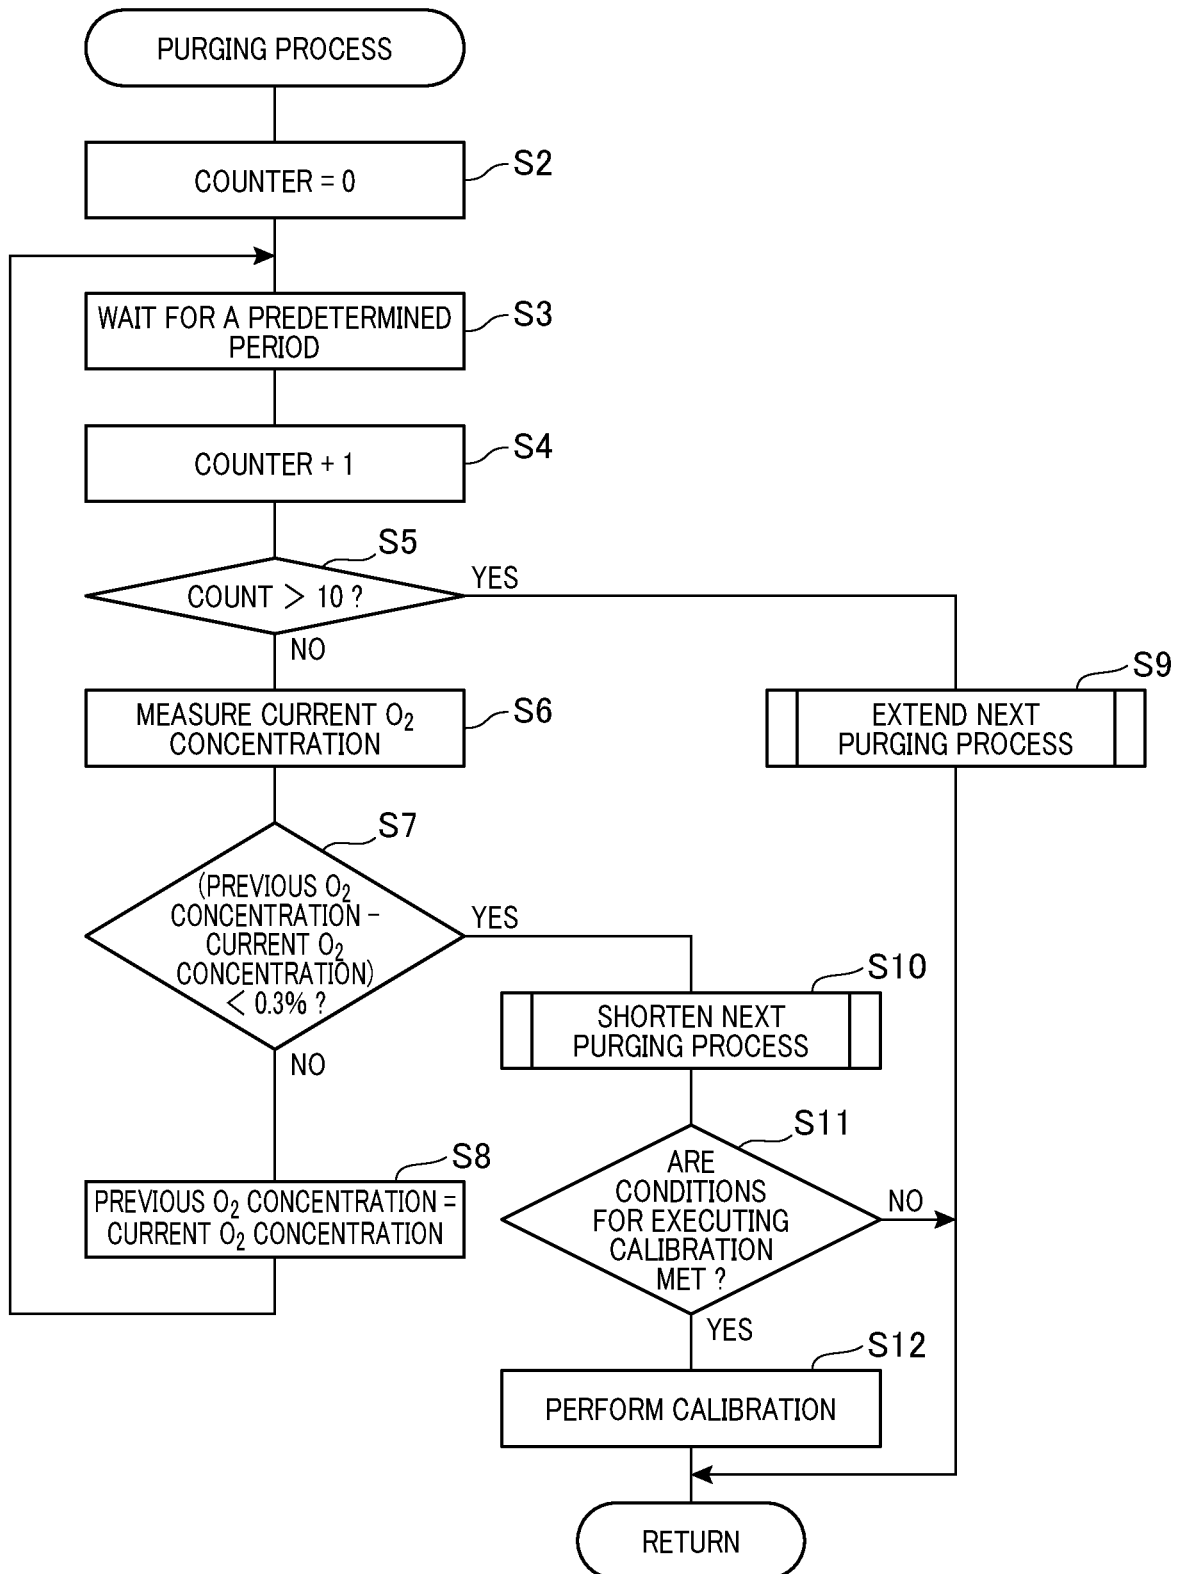 PURGING PROCESS
COUNTER = 0
S2
WAIT FOR A PREDETERMINED
PERIOD
S3
COUNTER + 1
S4
S5
COUNT > 10 ?
YES
NO
MEASURE CURRENT O₂
CONCENTRATION
S6
S9
EXTEND NEXT
PURGING PROCESS
S7
(PREVIOUS O₂
CONCENTRATION −
CURRENT O₂
CONCENTRATION)
< 0.3% ?
YES
NO
S10
SHORTEN NEXT
PURGING PROCESS
S8
PREVIOUS O₂ CONCENTRATION =
CURRENT O₂ CONCENTRATION
S11
ARE
CONDITIONS
FOR EXECUTING
CALIBRATION
MET ?
NO
YES
S12
PERFORM CALIBRATION
RETURN